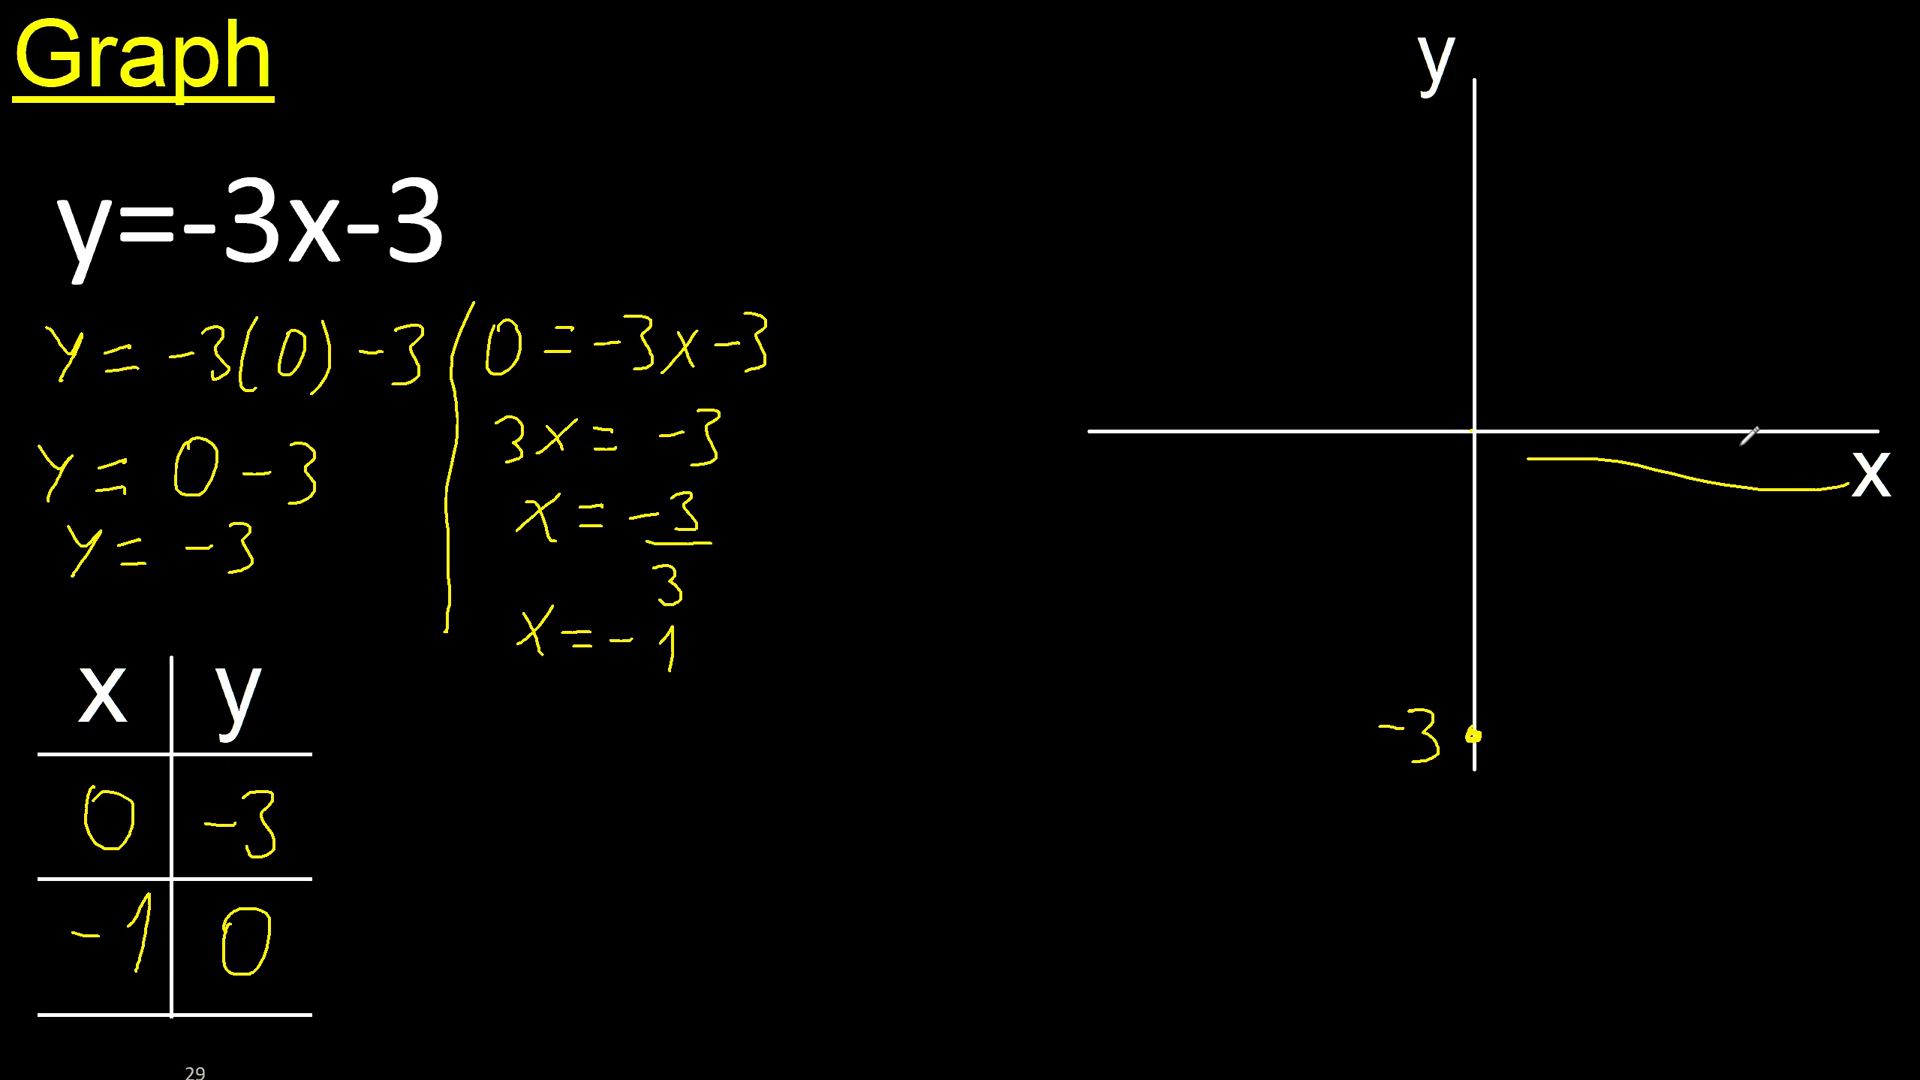 Graph
y=-3x-3
y = -3(0) -3
y = 0 -3
y = -3
0 = -3x -3
3x = -3
x = -3
3
x = -1
x y
0 -3
-1 0
y
x
-3
29